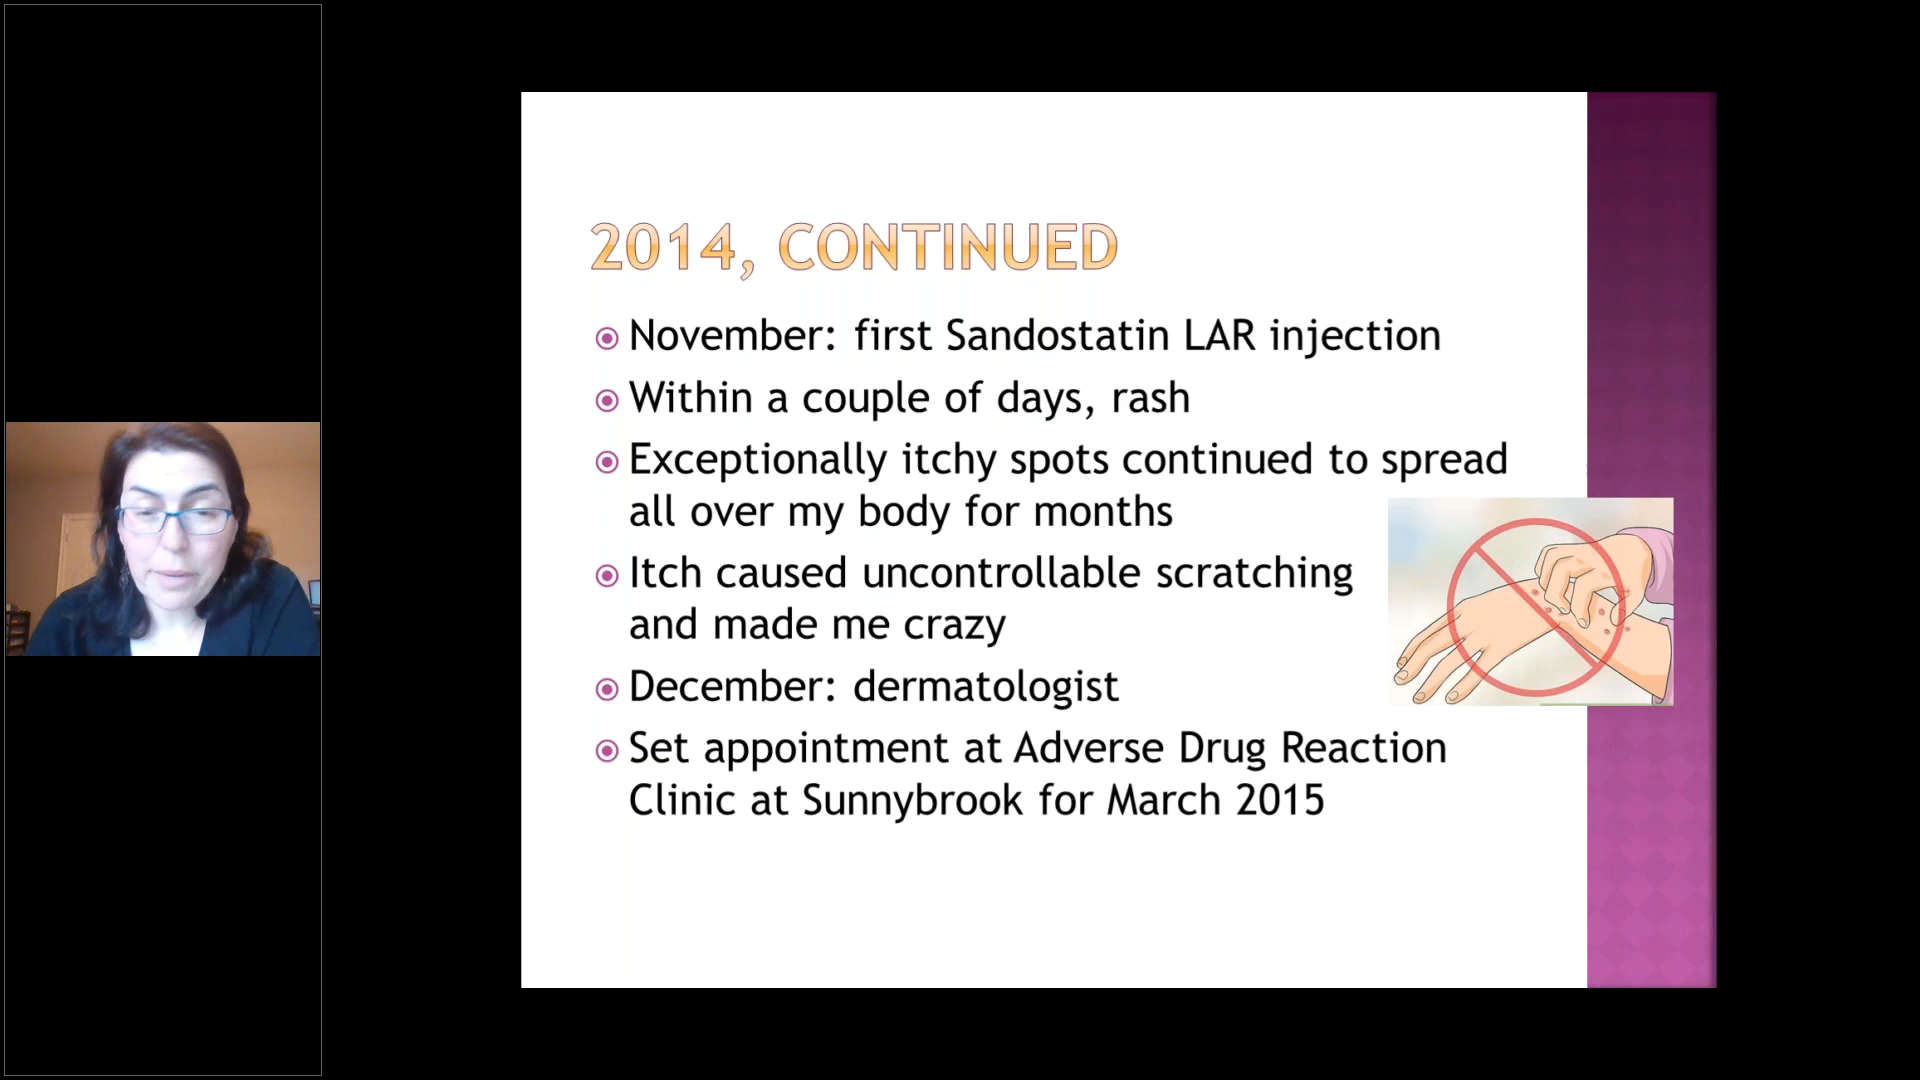 2014, CONTINUED
November: first Sandostatin LAR injection
Within a couple of days, rash
Exceptionally itchy spots continued to spread
all over my body for months
Itch caused uncontrollable scratching
and made me crazy
December: dermatologist
Set appointment at Adverse Drug Reaction
Clinic at Sunnybrook for March 2015